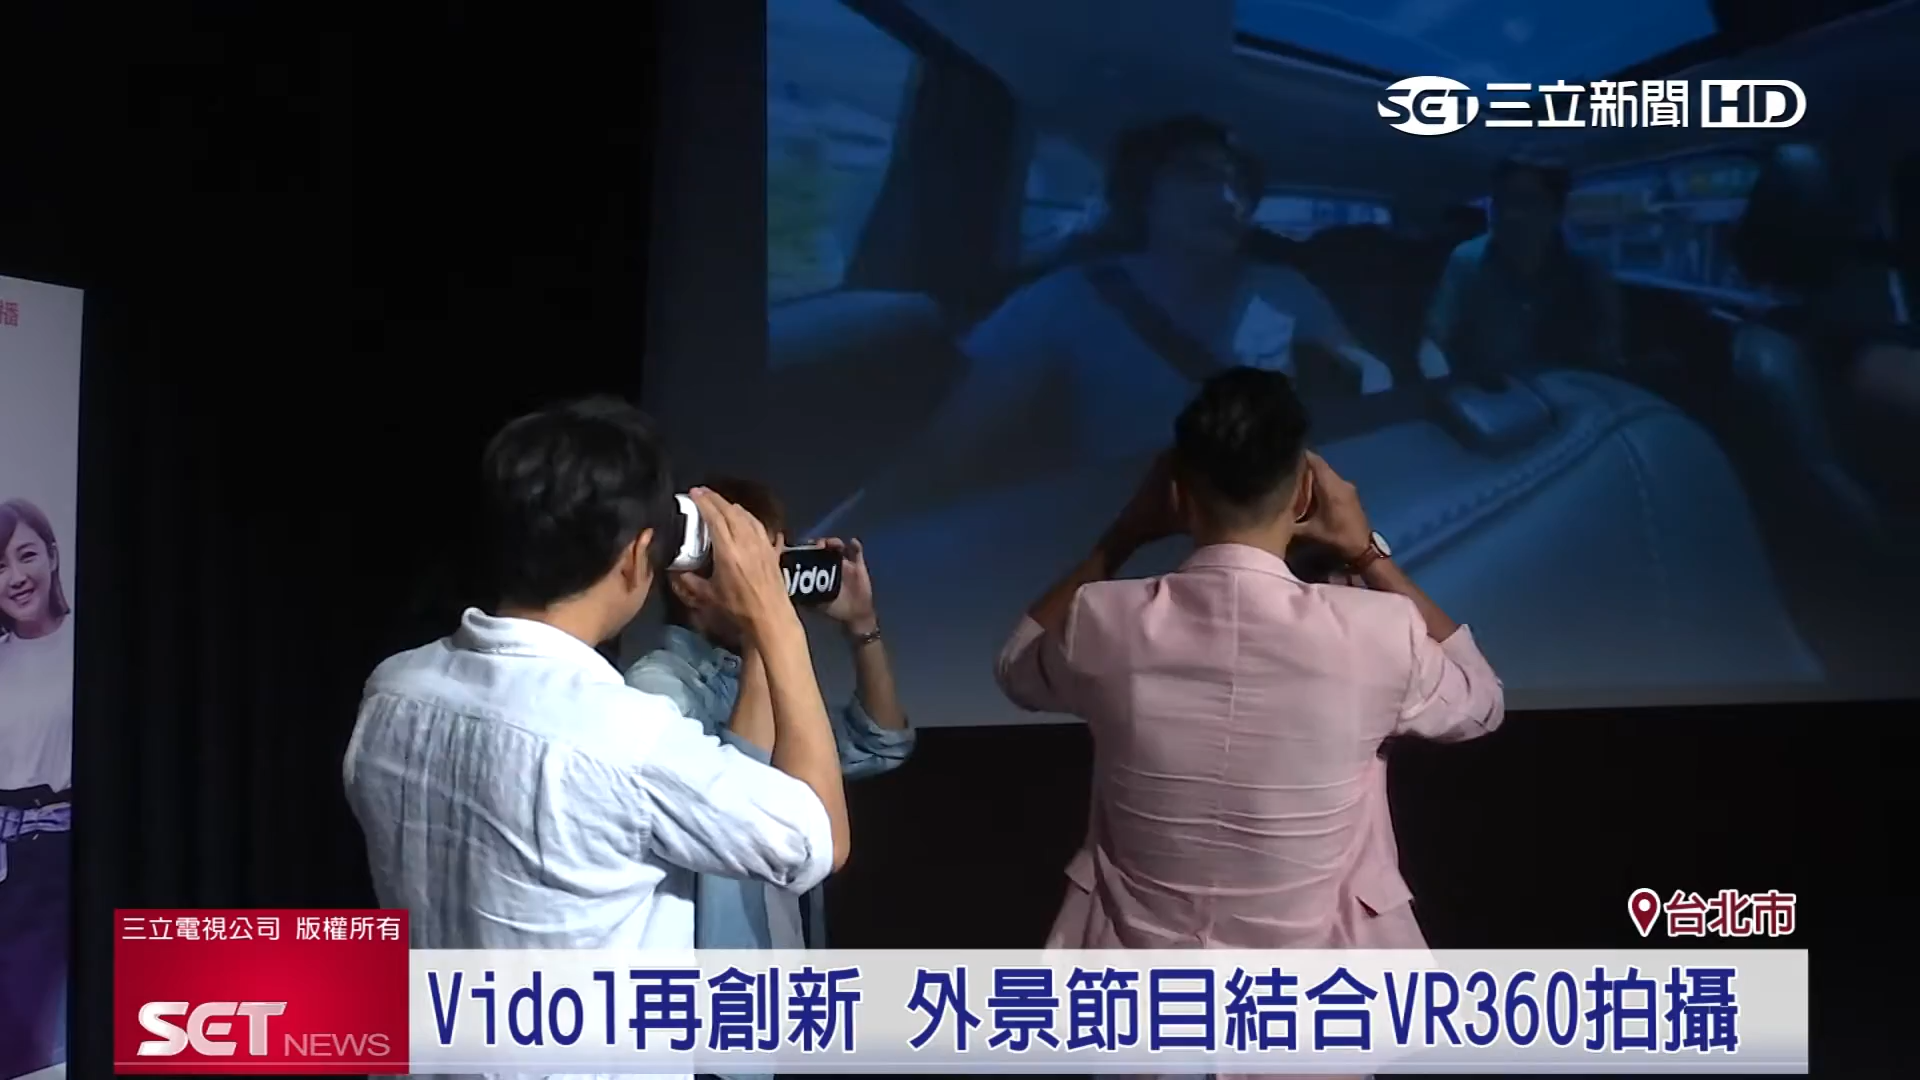 SET三立新聞HD
播
vidol
台北市
三立電視公司 版權所有
SET NEWS
Vidol再創新 外景節目結合VR360拍攝